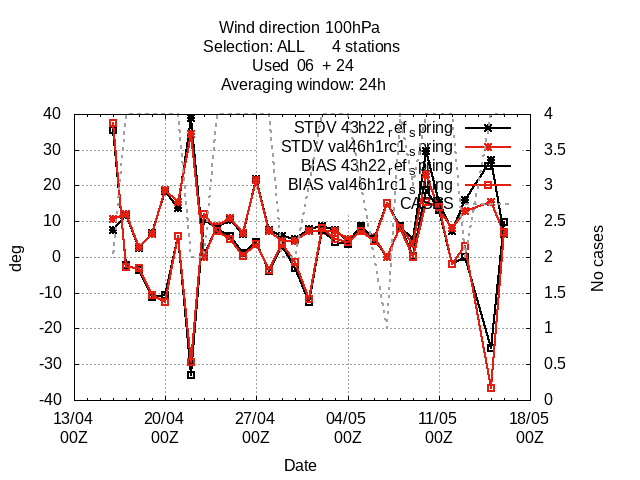 Wind direction 100hPa
Selection: ALL 4 stations
Used 06 + 24
Averaging window: 24h
40
30
20
10
0
-10
-20
-30
-40
deg
4
3.5
3
2.5
2
1.5
1
0.5
0
No cases
STDV 43h22_ref_spring
STDV val46h1rc1_spring
BIAS 43h22_ref_spring
BIAS val46h1rc1_spring
CASES
13/04 20/04 27/04 04/05 11/05 18/05
00Z 00Z 00Z 00Z 00Z 00Z
Date